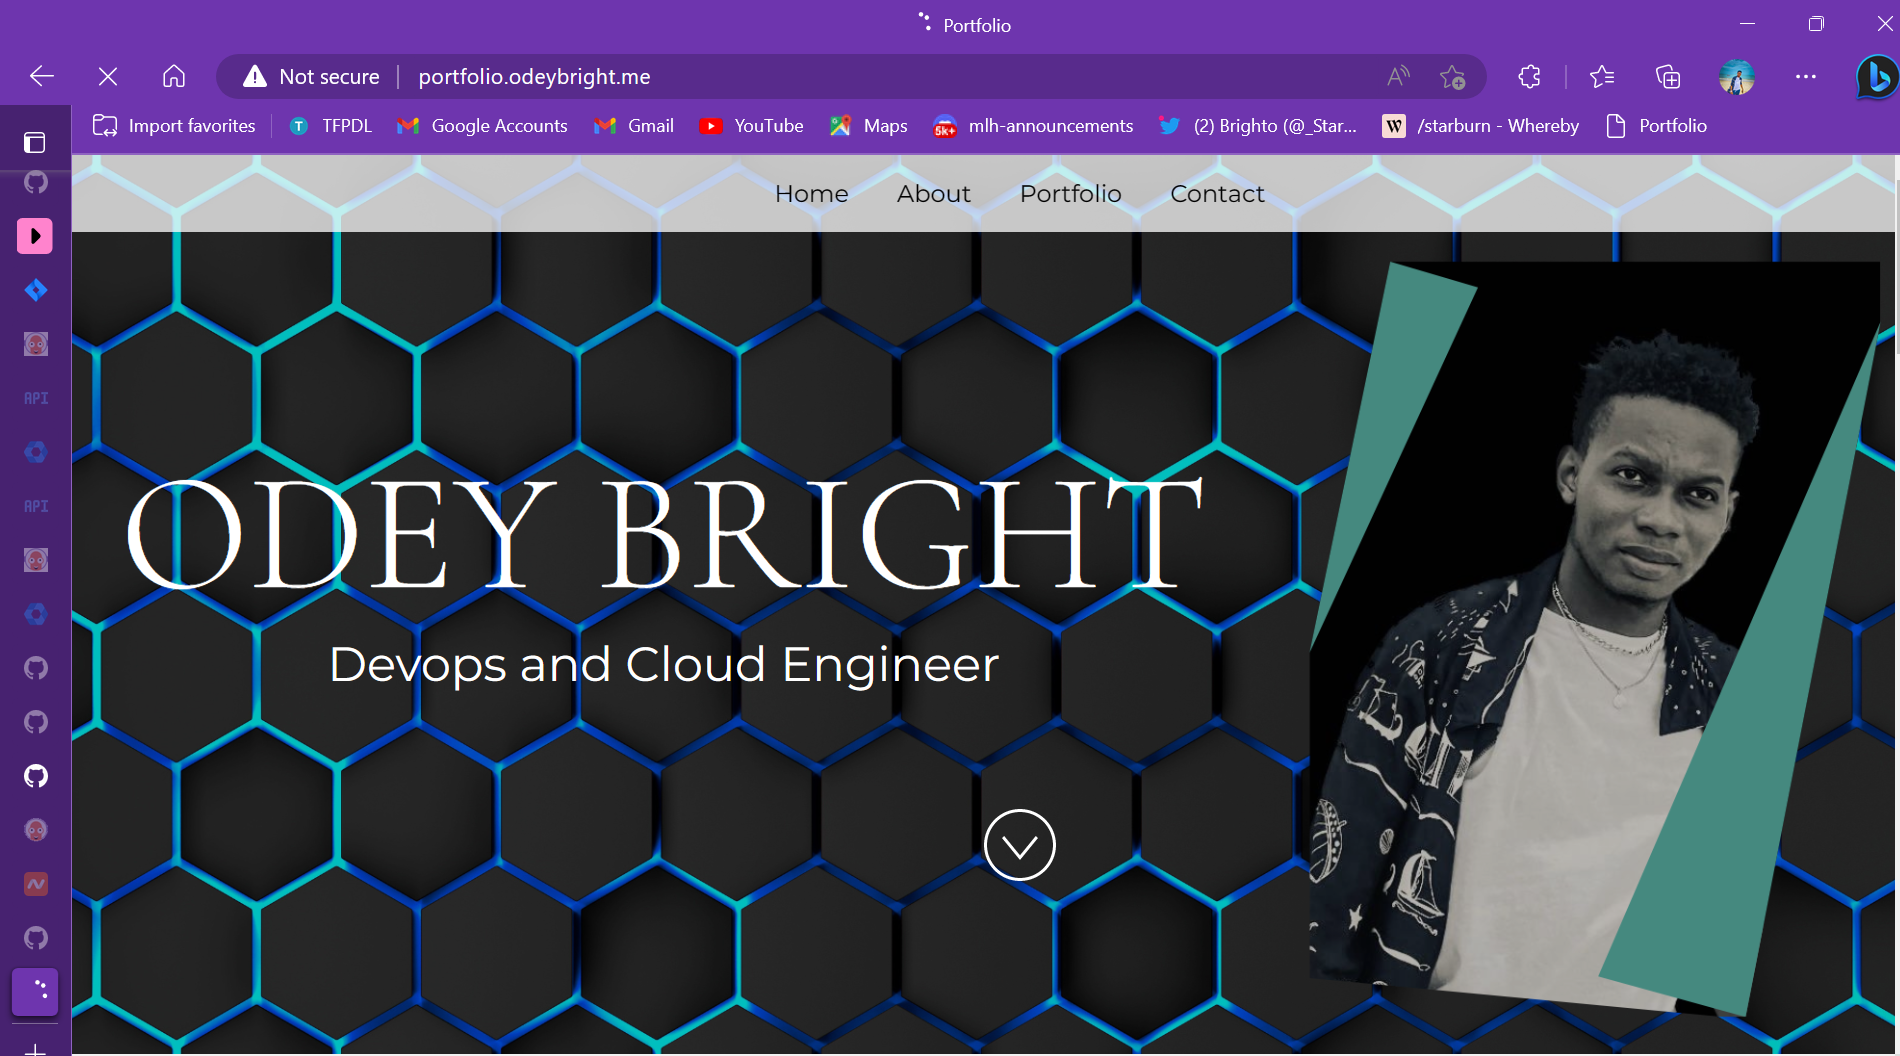 Portfolio
Not secure | portfolio.odeybright.me
Import favorites TFPDL Google Accounts Gmail YouTube Maps 5k+ mlh-announcements (2) Brighto (@_Star... W /starburn - Whereby Portfolio
Home About Portfolio Contact
API
API
ODEY BRIGHT
Devops and Cloud Engineer